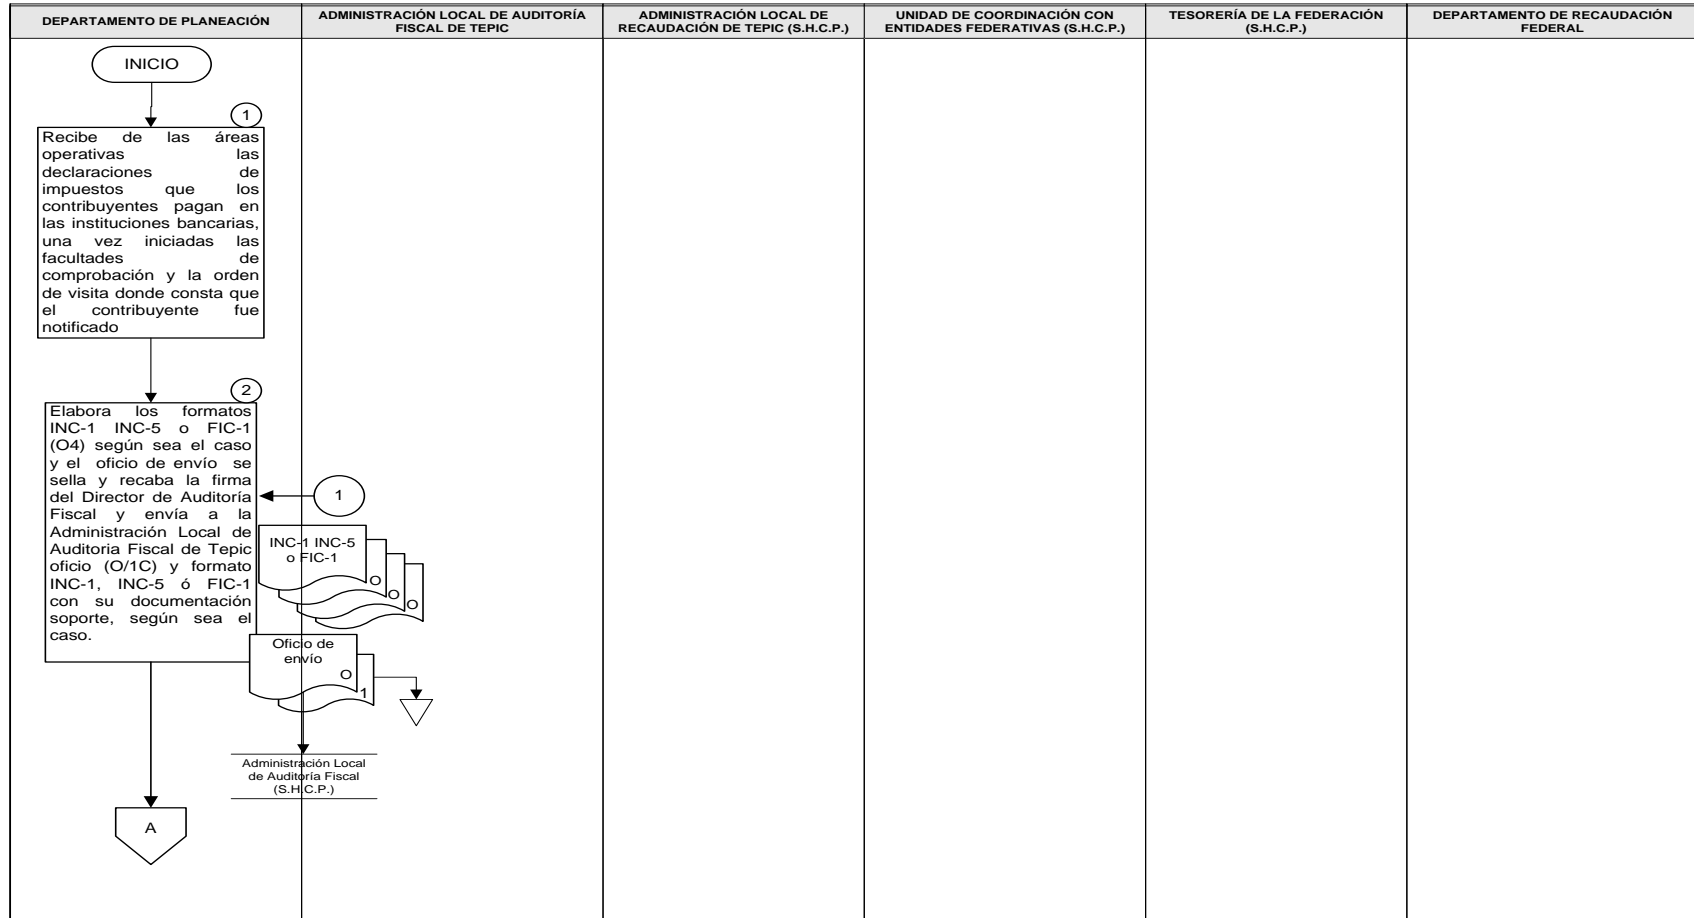 DEPARTAMENTO DE PLANEACIÓN
ADMINISTRACIÓN LOCAL DE AUDITORÍA
FISCAL DE TEPIC
ADMINISTRACIÓN LOCAL DE
RECAUDACIÓN DE TEPIC (S.H.C.P.)
UNIDAD DE COORDINACIÓN CON
ENTIDADES FEDERATIVAS (S.H.C.P.)
TESORERÍA DE LA FEDERACIÓN
(S.H.C.P.)
DEPARTAMENTO DE RECAUDACIÓN
FEDERAL
INICIO
1
Recibe de las áreas
operativas las
declaraciones de
impuestos que los
contribuyentes pagan en
las instituciones bancarias,
una vez iniciadas las
facultades de
comprobación y la orden
de visita donde consta que
el contribuyente fue
notificado
2
Elabora los formatos
INC-1 INC-5 o FIC-1
(O4) según sea el caso
y el oficio de envío se
sella y recaba la firma
del Director de Auditoría
Fiscal y envía a la
Administración Local de
Auditoria Fiscal de Tepic
oficio (O/1C) y formato
INC-1, INC-5 ó FIC-1
con su documentación
soporte, según sea el
caso.
1
INC-1 INC-5
o FIC-1
O
O
O
Oficio de
envío
O
1
Administración Local
de Auditoría Fiscal
(S.H.C.P.)
A